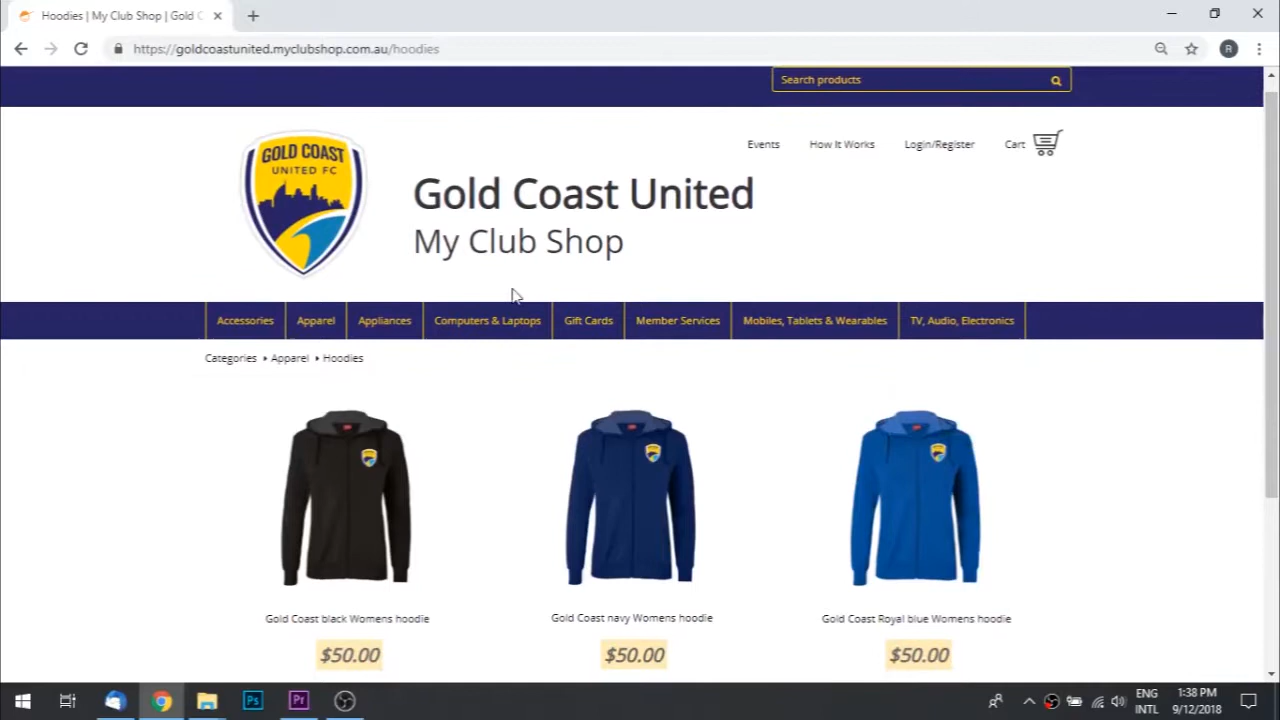 Hoodies | My Club Shop | Gold C
https://goldcoastunited.myclubshop.com.au/hoodies
R
Search products
Events
How It Works
Login/Register
Cart
GOLD COAST
UNITED FC
Gold Coast United
My Club Shop
Accessories
Apparel
Appliances
Computers & Laptops
Gift Cards
Member Services
Mobiles, Tablets & Wearables
TV, Audio, Electronics
Categories Apparel Hoodies
Gold Coast black Womens hoodie
Gold Coast navy Womens hoodie
Gold Coast Royal blue Womens hoodie
$50.00
$50.00
$50.00
Ps
Pr
ENG
INTL
1:38 PM
9/12/2018